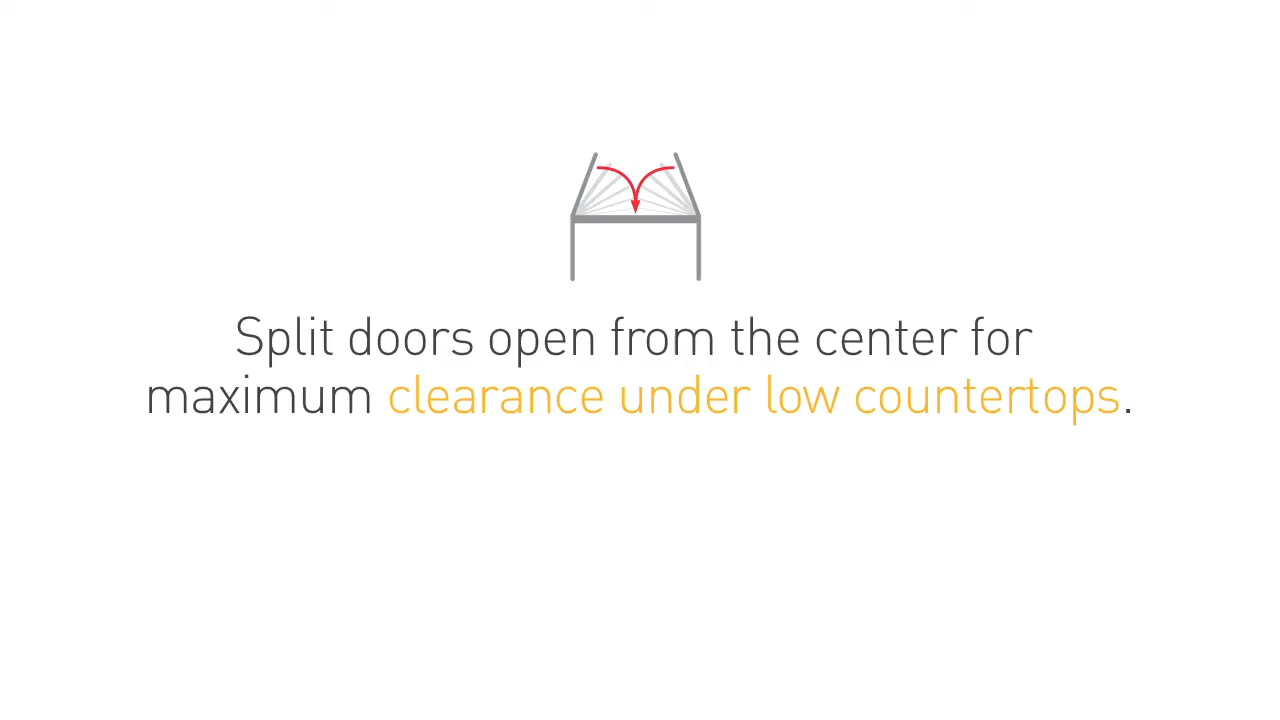 Split doors open from the center for
maximum clearance under low countertops.